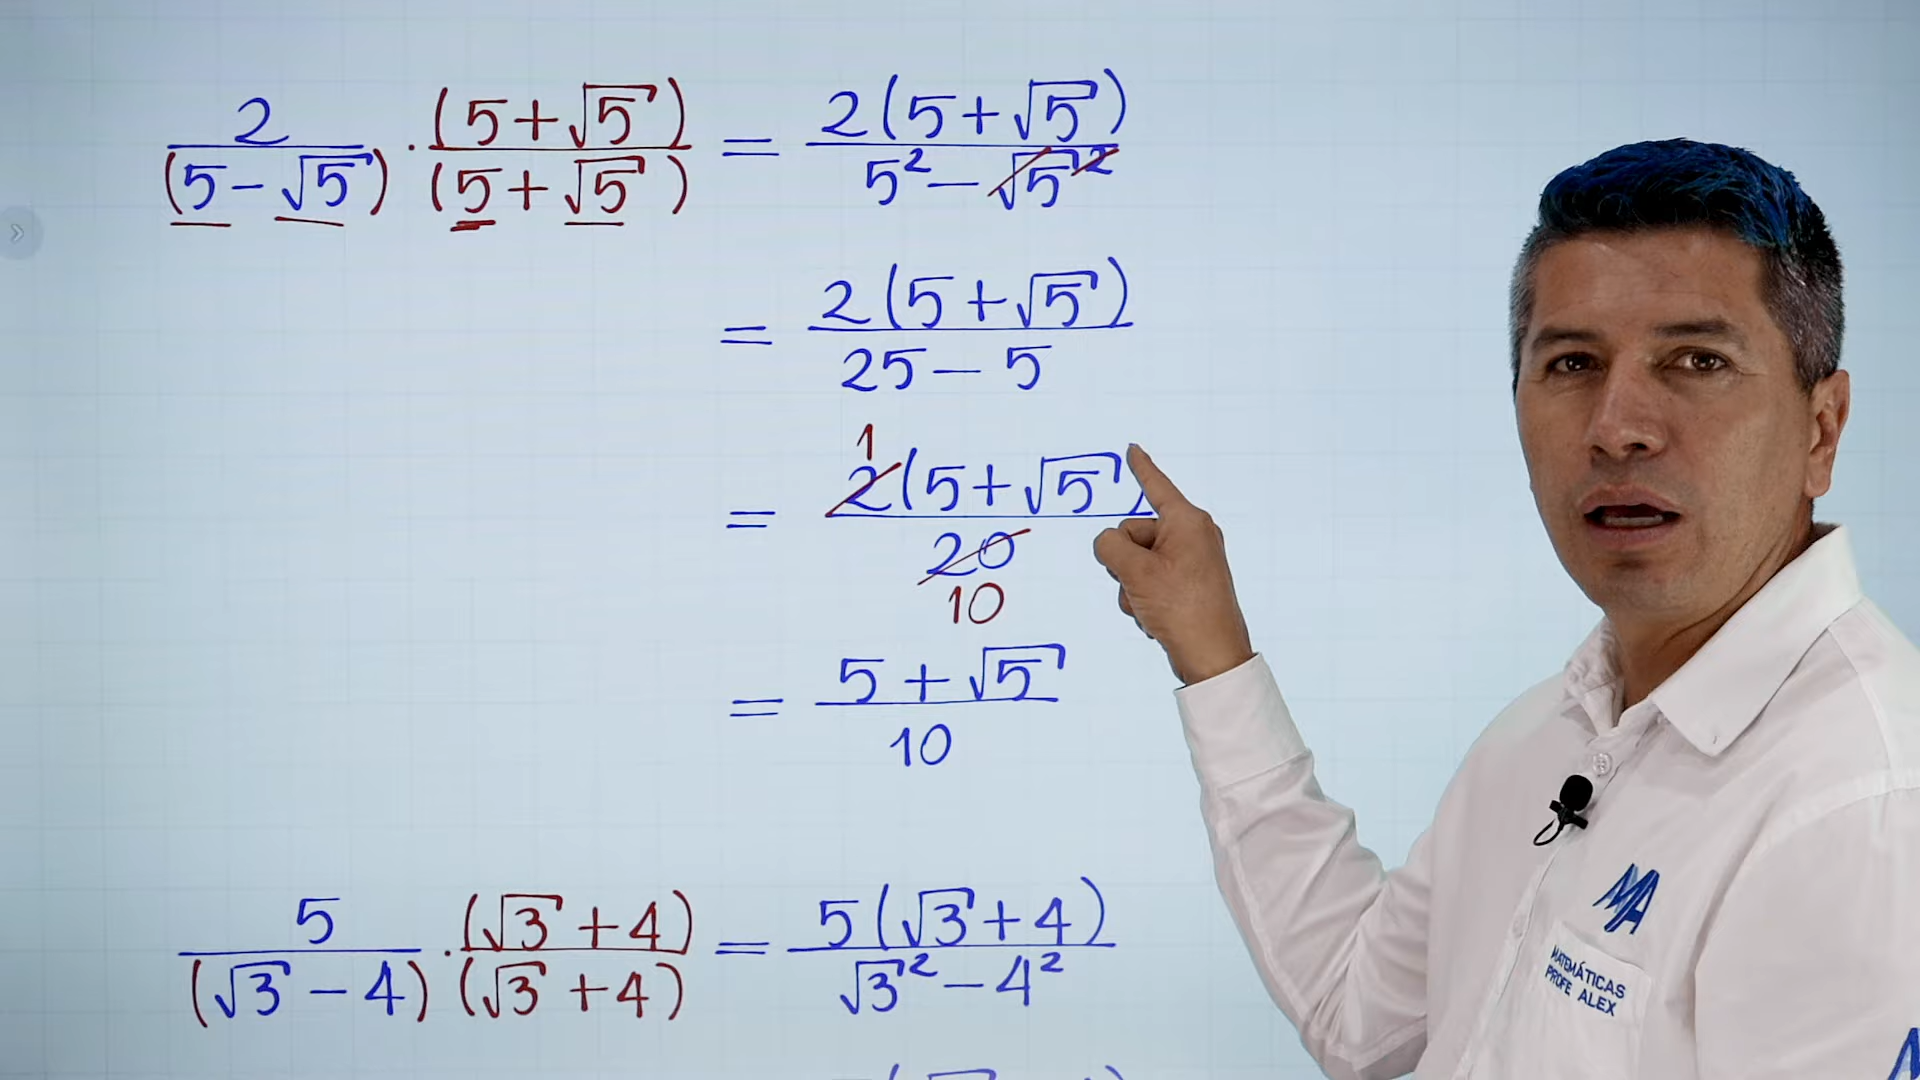 2/(5-√5) · (5+√5)/(5+√5) = 2(5+√5)/(5²-√5²)
= 2(5+√5)/(25-5)
1
= 2(5+√5)/20
10
= (5+√5)/10
5/(√3-4) · (√3+4)/(√3+4) = 5(√3+4)/(√3²-4²)
MA
MATEMÁTICAS
PROFE ALEX